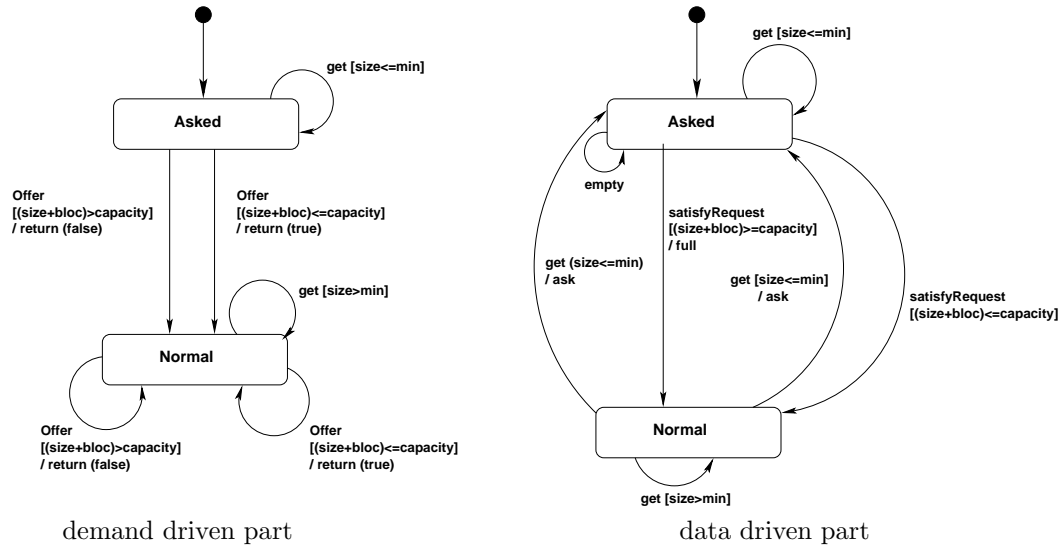 get [size<=min]
Asked
Offer
[(size+bloc)>capacity]
/ return (false)
Offer
[(size+bloc)<=capacity]
/ return (true)
get [size>min]
Normal
Offer
[(size+bloc)>capacity]
/ return (false)
Offer
[(size+bloc)<=capacity]
/ return (true)
demand driven part
get [size<=min]
Asked
empty
satisfyRequest
[(size+bloc)>=capacity]
/ full
get (size<=min)
/ ask
get [size<=min]
/ ask
satisfyRequest
[(size+bloc)<=capacity]
Normal
get [size>min]
data driven part